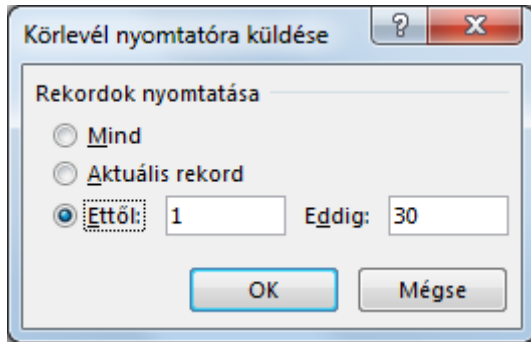 Körlevél nyomtatóra küldése
Rekordok nyomtatása
Mind
Aktuális rekord
Ettől: 1 Eddig: 30
OK Mégse